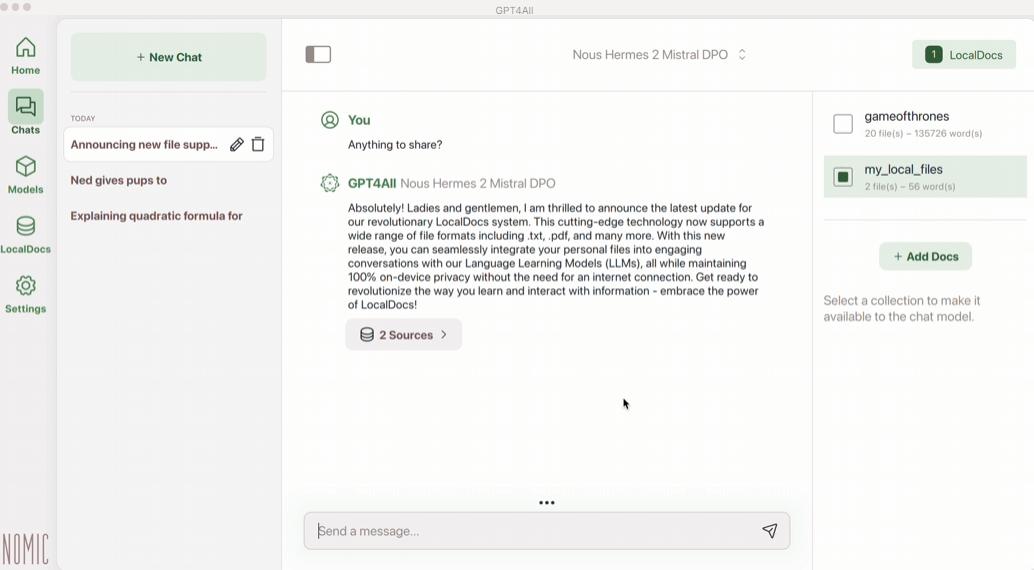 GPT4All
Home
Chats
Models
LocalDocs
Settings
NOMIC
+ New Chat
TODAY
Announcing new file supp...
Ned gives pups to
Explaining quadratic formula for
Nous Hermes 2 Mistral DPO
1 LocalDocs
You
Anything to share?
GPT4All Nous Hermes 2 Mistral DPO
Absolutely! Ladies and gentlemen, I am thrilled to announce the latest update for
our revolutionary LocalDocs system. This cutting-edge technology now supports a
wide range of file formats including .txt, .pdf, and many more. With this new
release, you can seamlessly integrate your personal files into engaging
conversations with our Language Learning Models (LLMs), all while maintaining
100% on-device privacy without the need for an internet connection. Get ready to
revolutionize the way you learn and interact with information - embrace the power
of LocalDocs!
2 Sources
Send a message...
gameofthrones
20 file(s) – 135726 word(s)
my_local_files
2 file(s) – 56 word(s)
+ Add Docs
Select a collection to make it
available to the chat model.